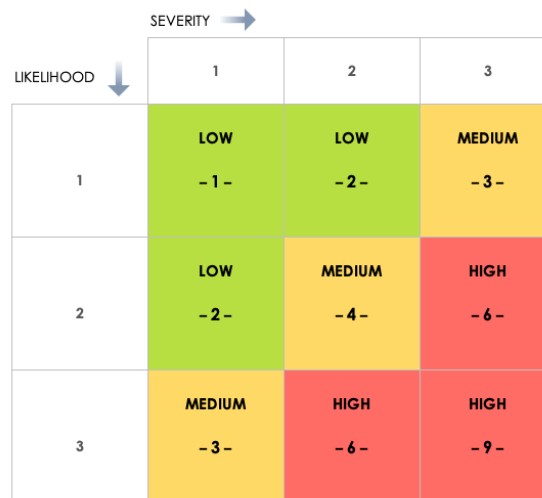 SEVERITY
LIKELIHOOD
1 2 3
1
LOW LOW MEDIUM
– 1 – – 2 – – 3 –
2
LOW MEDIUM HIGH
– 2 – – 4 – – 6 –
3
MEDIUM HIGH HIGH
– 3 – – 6 – – 9 –